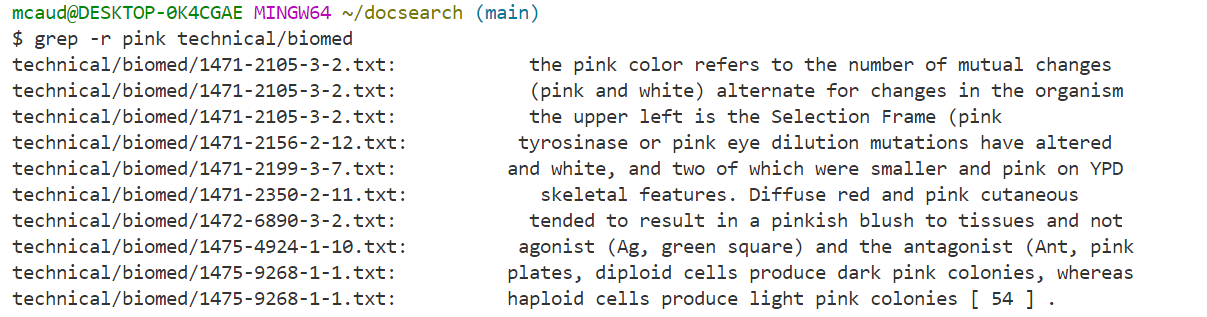 mcaud@DESKTOP-0K4CGAE MINGW64 ~/docsearch (main)
$ grep -r pink technical/biomed
technical/biomed/1471-2105-3-2.txt:            the pink color refers to the number of mutual changes
technical/biomed/1471-2105-3-2.txt:            (pink and white) alternate for changes in the organism
technical/biomed/1471-2105-3-2.txt:            the upper left is the Selection Frame (pink
technical/biomed/1471-2156-2-12.txt:          tyrosinase or pink eye dilution mutations have altered
technical/biomed/1471-2199-3-7.txt:          and white, and two of which were smaller and pink on YPD
technical/biomed/1471-2350-2-11.txt:            skeletal features. Diffuse red and pink cutaneous
technical/biomed/1472-6890-3-2.txt:            tended to result in a pinkish blush to tissues and not
technical/biomed/1475-4924-1-10.txt:          agonist (Ag, green square) and the antagonist (Ant, pink
technical/biomed/1475-9268-1-1.txt:          plates, diploid cells produce dark pink colonies, whereas
technical/biomed/1475-9268-1-1.txt:          haploid cells produce light pink colonies [ 54 ] .